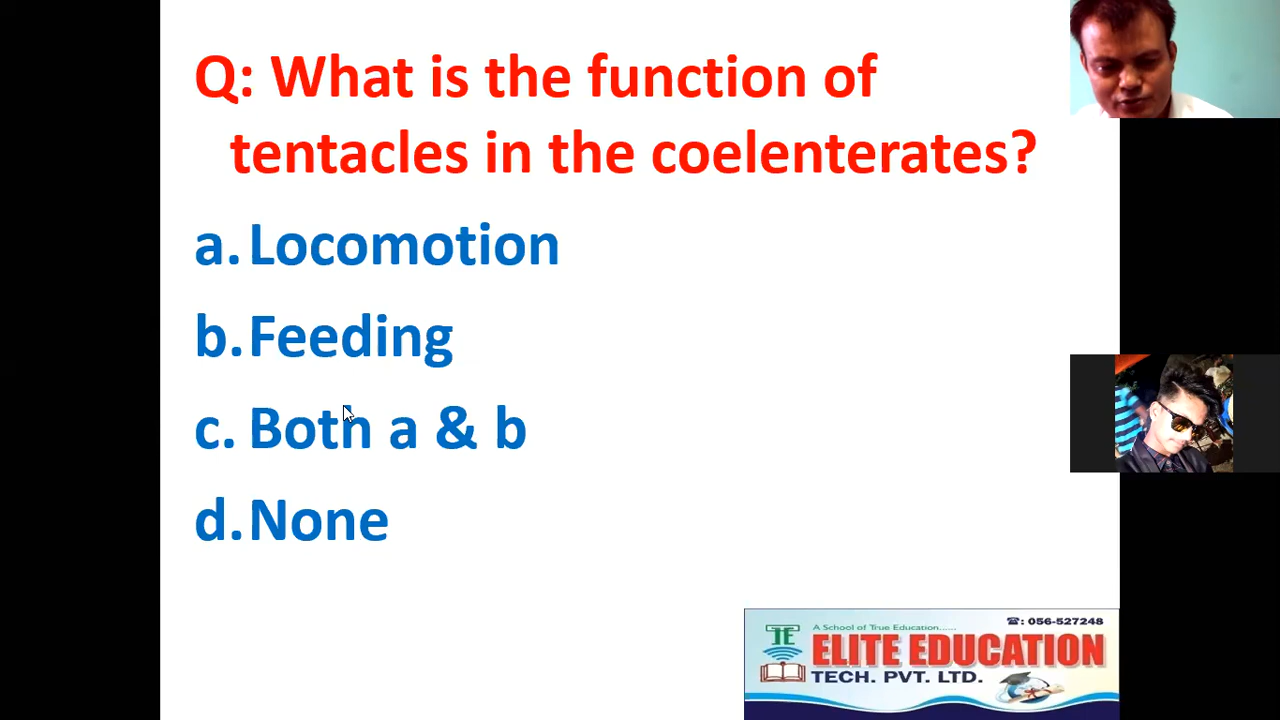 Q: What is the function of
tentacles in the coelenterates?
a. Locomotion
b. Feeding
c. Both a & b
d. None
A School of True Education......
☎: 056-527248
TE
ELITE EDUCATION
TECH. PVT. LTD.